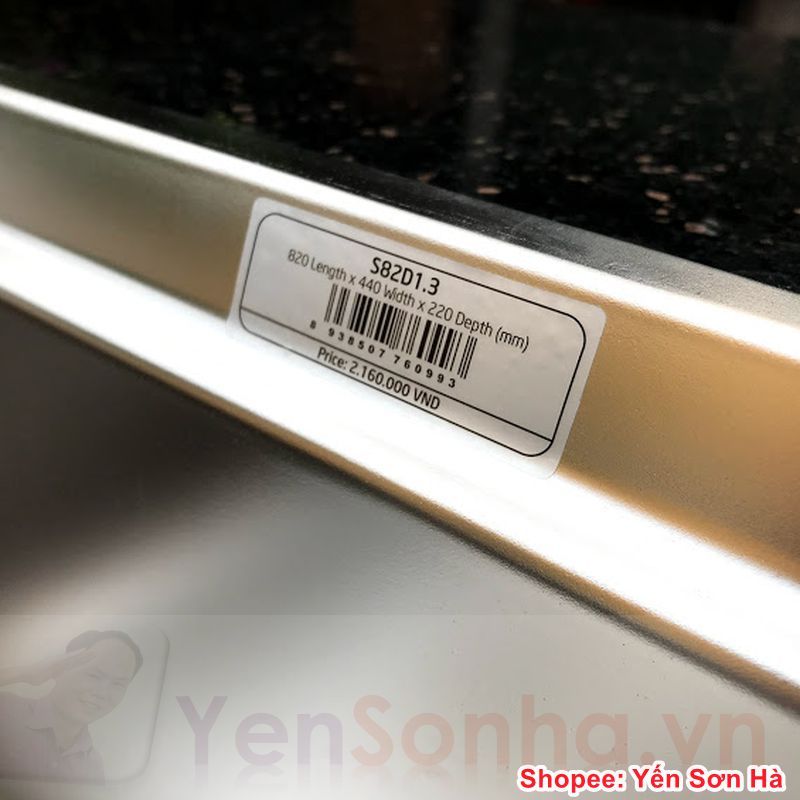 S82D1.3
820 Length x 440 Width x 220 Depth (mm)
8 938507 760993
Price: 2.160.000 VND
YenSonha.vn
Shopee: Yến Sơn Hà